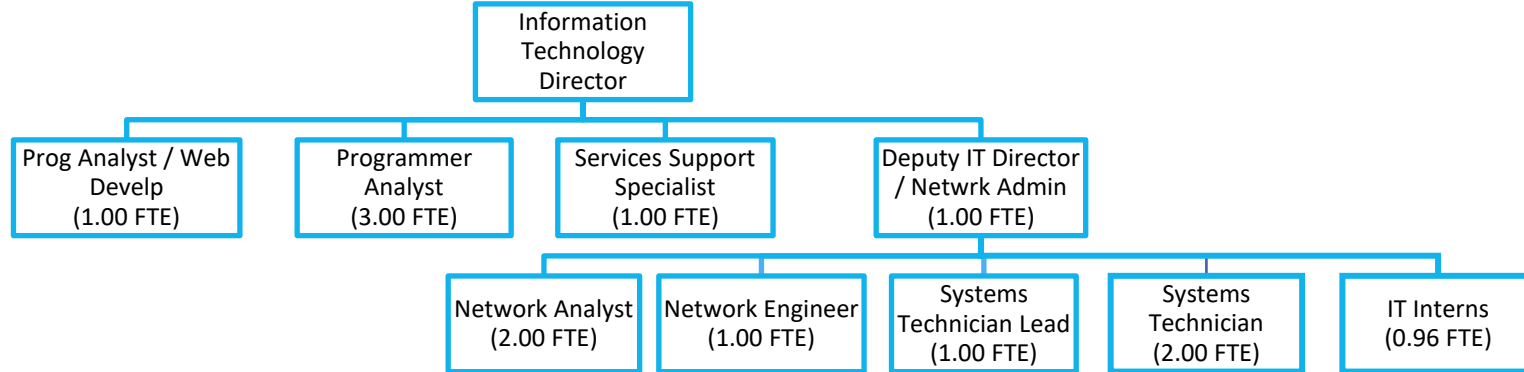 Information
Technology
Director
Prog Analyst / Web
Develp
(1.00 FTE)
Programmer
Analyst
(3.00 FTE)
Services Support
Specialist
(1.00 FTE)
Deputy IT Director
/ Netwrk Admin
(1.00 FTE)
Network Analyst
(2.00 FTE)
Network Engineer
(1.00 FTE)
Systems
Technician Lead
(1.00 FTE)
Systems
Technician
(2.00 FTE)
IT Interns
(0.96 FTE)